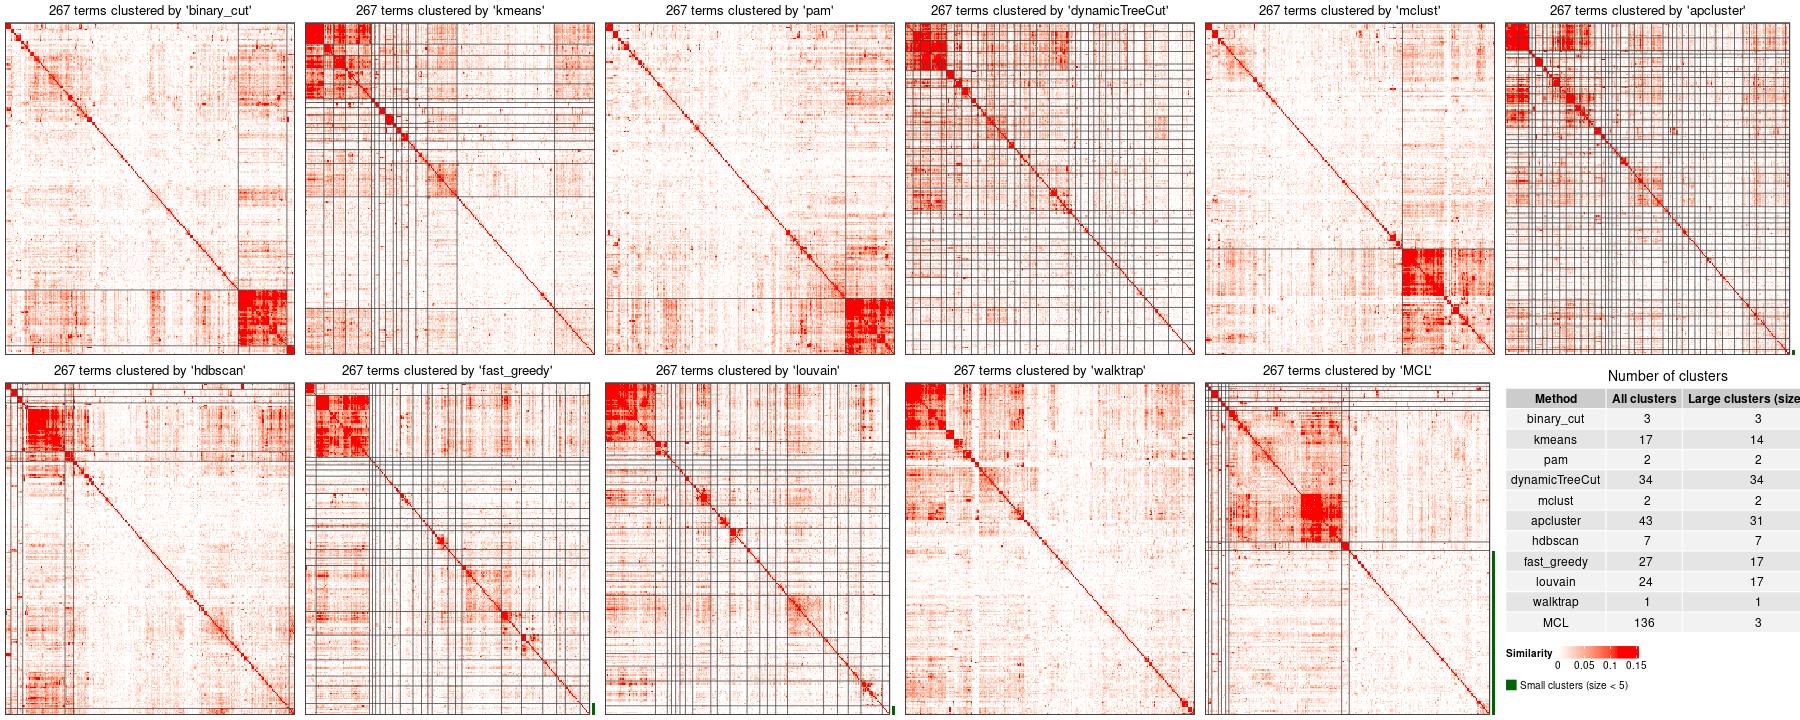 267 terms clustered by 'binary_cut'
267 terms clustered by 'kmeans'
267 terms clustered by 'pam'
267 terms clustered by 'dynamicTreeCut'
267 terms clustered by 'mclust'
267 terms clustered by 'apcluster'
267 terms clustered by 'hdbscan'
267 terms clustered by 'fast_greedy'
267 terms clustered by 'louvain'
267 terms clustered by 'walktrap'
267 terms clustered by 'MCL'
Number of clusters
Method All clusters Large clusters (size
binary_cut 3 3
kmeans 17 14
pam 2 2
dynamicTreeCut 34 34
mclust 2 2
apcluster 43 31
hdbscan 7 7
fast_greedy 27 17
louvain 24 17
walktrap 1 1
MCL 136 3
Similarity
0 0.05 0.1 0.15
Small clusters (size < 5)